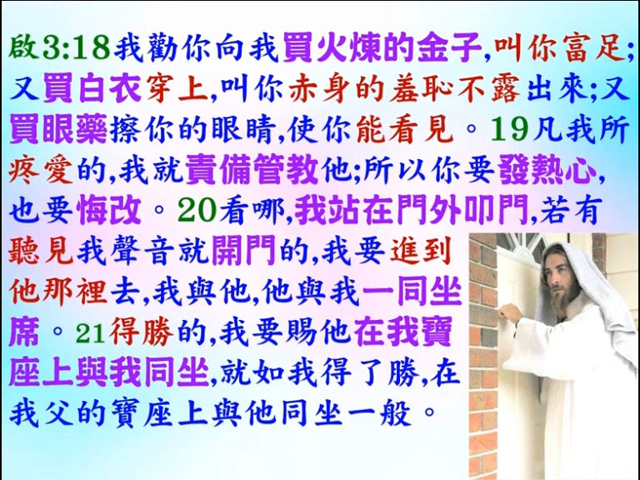 啟3:18我勸你向我買火煉的金子,叫你富足;
又買白衣穿上,叫你赤身的羞恥不露出來;又
買眼藥擦你的眼睛,使你能看見。19凡我所
疼愛的,我就責備管教他;所以你要發熱心,
也要悔改。20看哪,我站在門外叩門,若有
聽見我聲音就開門的,我要進到
他那裡去,我與他,他與我一同坐
席。21得勝的,我要賜他在我寶
座上與我同坐,就如我得了勝,在
我父的寶座上與他同坐一般。